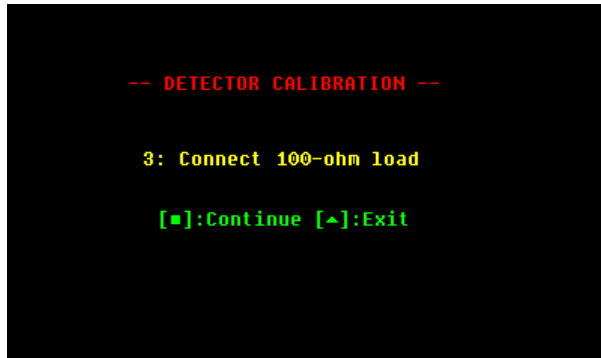 -- DETECTOR CALIBRATION --
3: Connect 100-ohm load
[■]:Continue [▲]:Exit